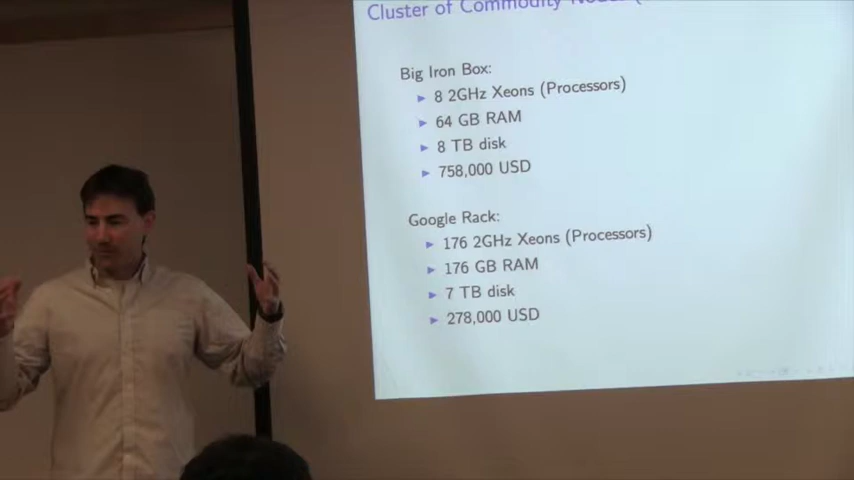 Cluster of Commodity
Big Iron Box:
8 2GHz Xeons (Processors)
64 GB RAM
8 TB disk
758,000 USD
Google Rack:
176 2GHz Xeons (Processors)
176 GB RAM
7 TB disk
278,000 USD